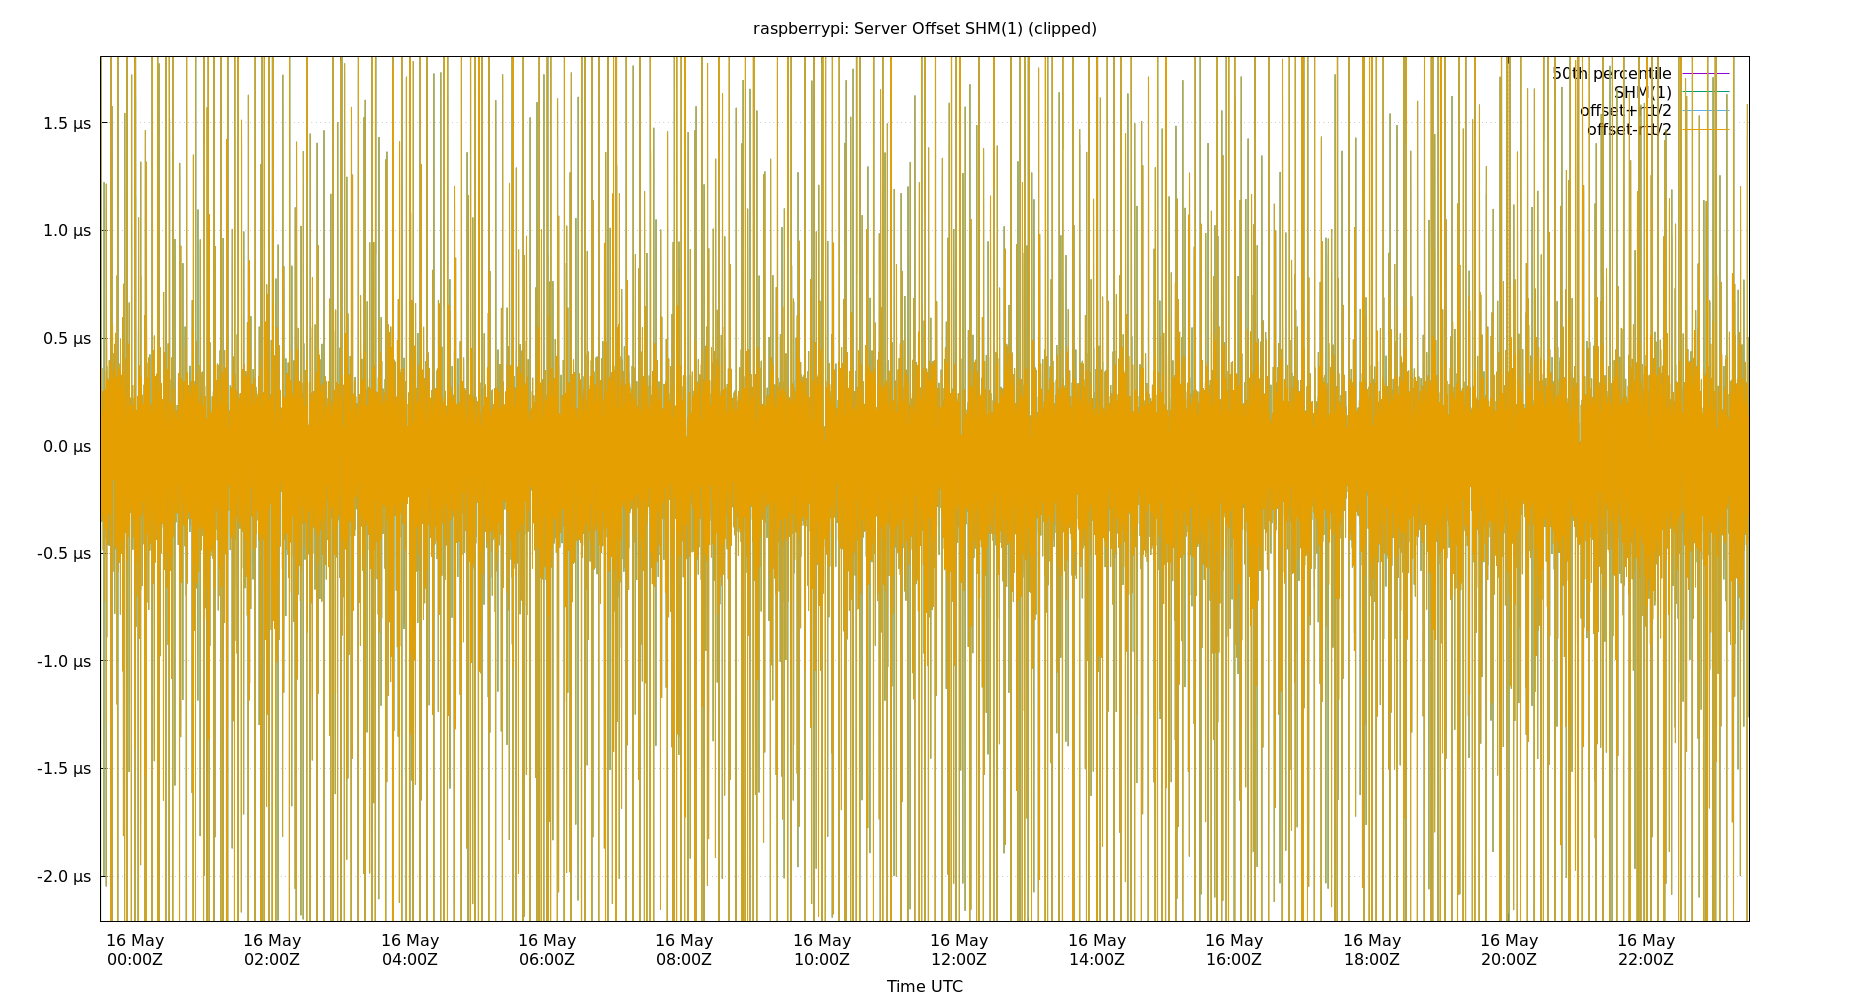 raspberrypi: Server Offset SHM(1) (clipped)
50th percentile
SHM(1)
offset+rtt/2
offset-rtt/2
1.5 µs
1.0 µs
0.5 µs
0.0 µs
-0.5 µs
-1.0 µs
-1.5 µs
-2.0 µs
16 May 16 May 16 May 16 May 16 May 16 May 16 May 16 May 16 May 16 May 16 May 16 May
00:00Z 02:00Z 04:00Z 06:00Z 08:00Z 10:00Z 12:00Z 14:00Z 16:00Z 18:00Z 20:00Z 22:00Z
Time UTC